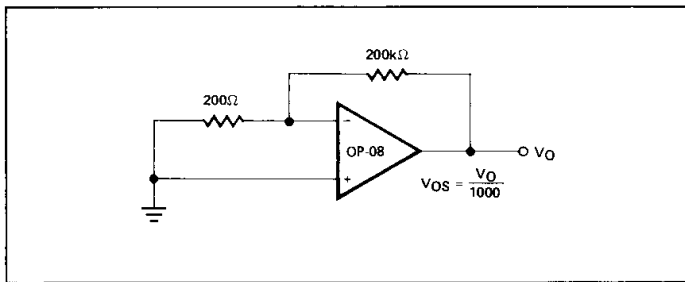 200kΩ
200Ω
−
OP-08
+
VO
VOS = VO
1000